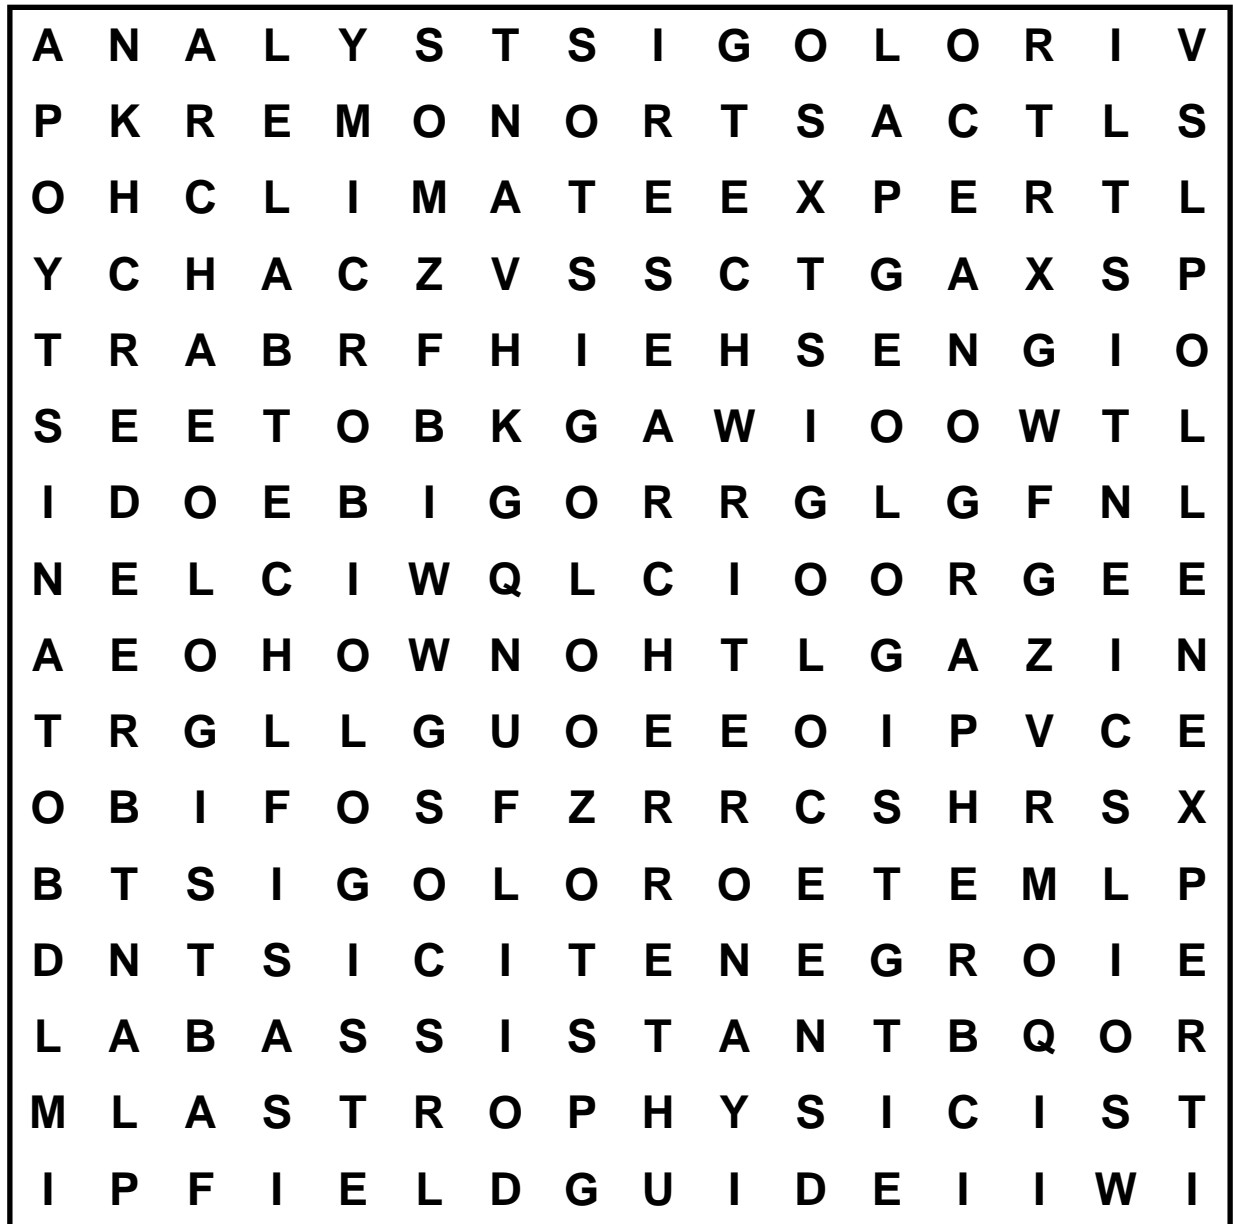 A N A L Y S T S I G O L O R I V
P K R E M O N O R T S A C T L S
O H C L I M A T E E X P E R T L
Y C H A C Z V S S C T G A X S P
T R A B R F H I E H S E N G I O
S E E T O B K G A W I O O W T L
I D O E B I G O R R G L G F N L
N E L C I W Q L C I O O R G E E
A E O H O W N O H T L G A Z I N
T R G L L G U O E E O I P V C E
O B I F O S F Z R R C S H R S X
B T S I G O L O R O E T E M L P
D N T S I C I T E N E G R O I E
L A B A S S I S T A N T B Q O R
M L A S T R O P H Y S I C I S T
I P F I E L D G U I D E I I W I